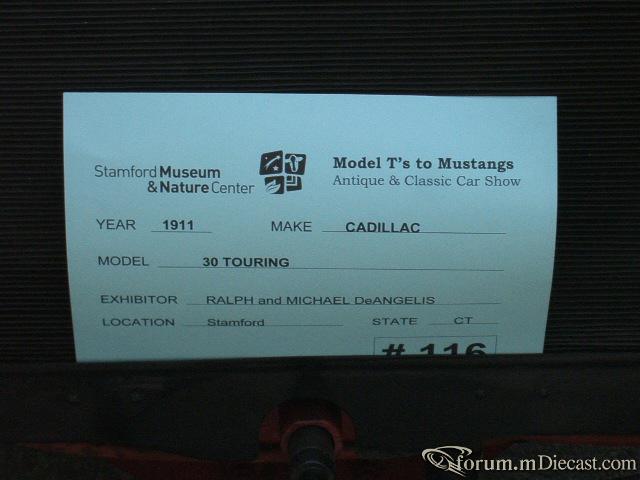 Stamford Museum
& Nature Center
Model T's to Mustangs
Antique & Classic Car Show
YEAR 1911 MAKE CADILLAC
MODEL 30 TOURING
EXHIBITOR RALPH and MICHAEL DeANGELIS
LOCATION Stamford STATE CT
# 116
forum.mDiecast.com